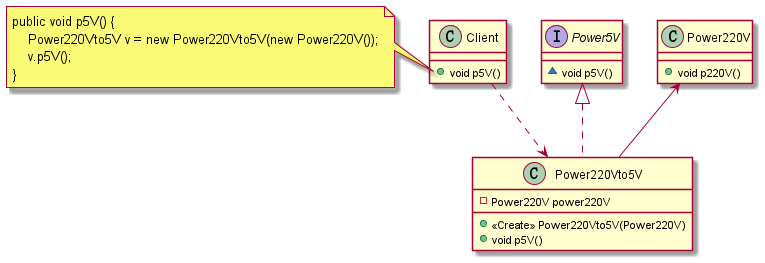 public void p5V() {
Power220Vto5V v = new Power220Vto5V(new Power220V());
v.p5V();
}
C Client
void p5V()
I Power5V
void p5V()
C Power220V
void p220V()
C Power220Vto5V
Power220V power220V
«Create» Power220Vto5V(Power220V)
void p5V()